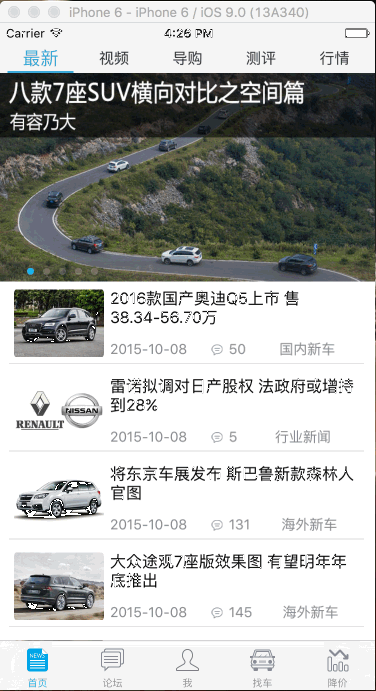 iPhone 6 - iPhone 6 / iOS 9.0 (13A340)
Carrier 4:26 PM
最新 视频 导购 测评 行情
八款7座SUV横向对比之空间篇
有容乃大
2016款国产奥迪Q5上市 售
38.34-56.70万
2015-10-08 50 国内新车
雷诺拟调对日产股权 法政府或增持
到28%
RENAULT NISSAN
2015-10-08 5 行业新闻
将东京车展发布 斯巴鲁新款森林人
官图
2015-10-08 131 海外新车
大众途观7座版效果图 有望明年年
底推出
2015-10-08 145 海外新车
NEWS
首页 论坛 我 找车 降价